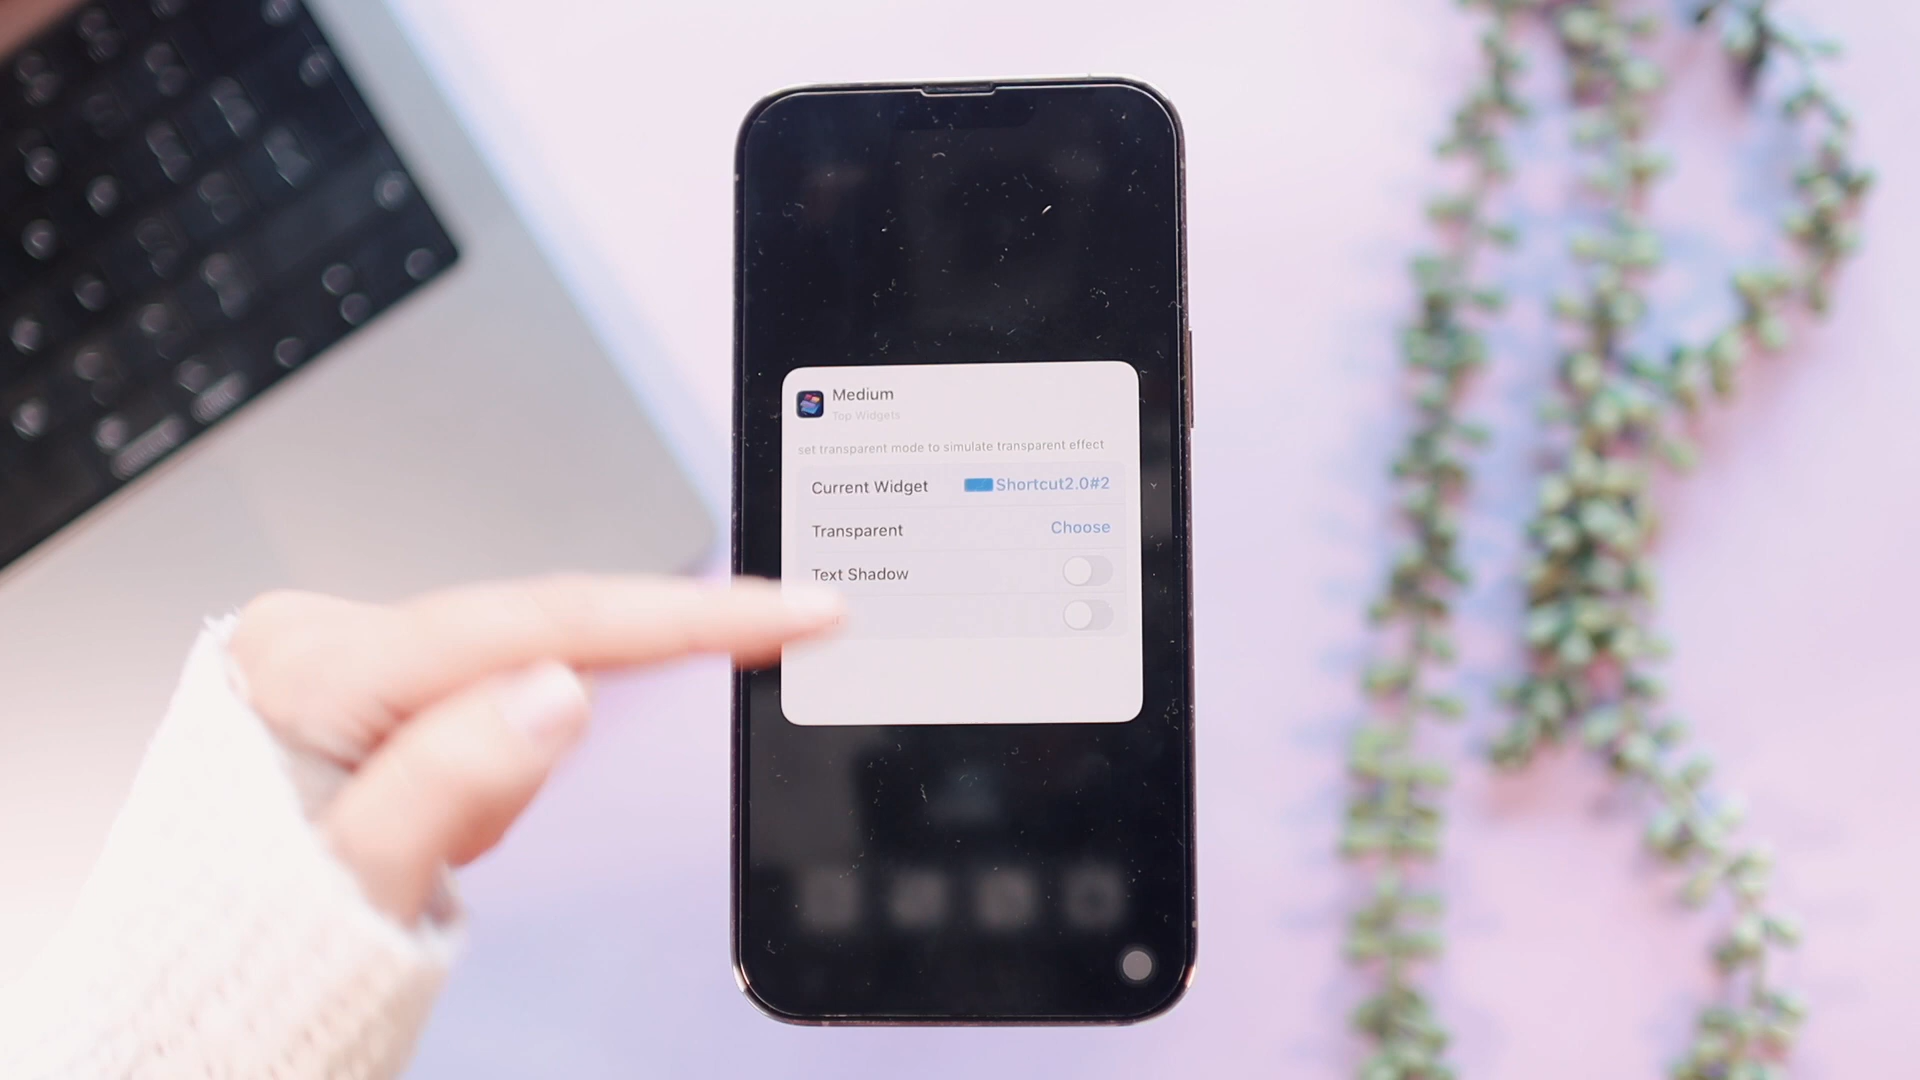 Medium
Top Widgets
set transparent mode to simulate transparent effect
Current Widget Shortcut2.0#2
Transparent Choose
Text Shadow